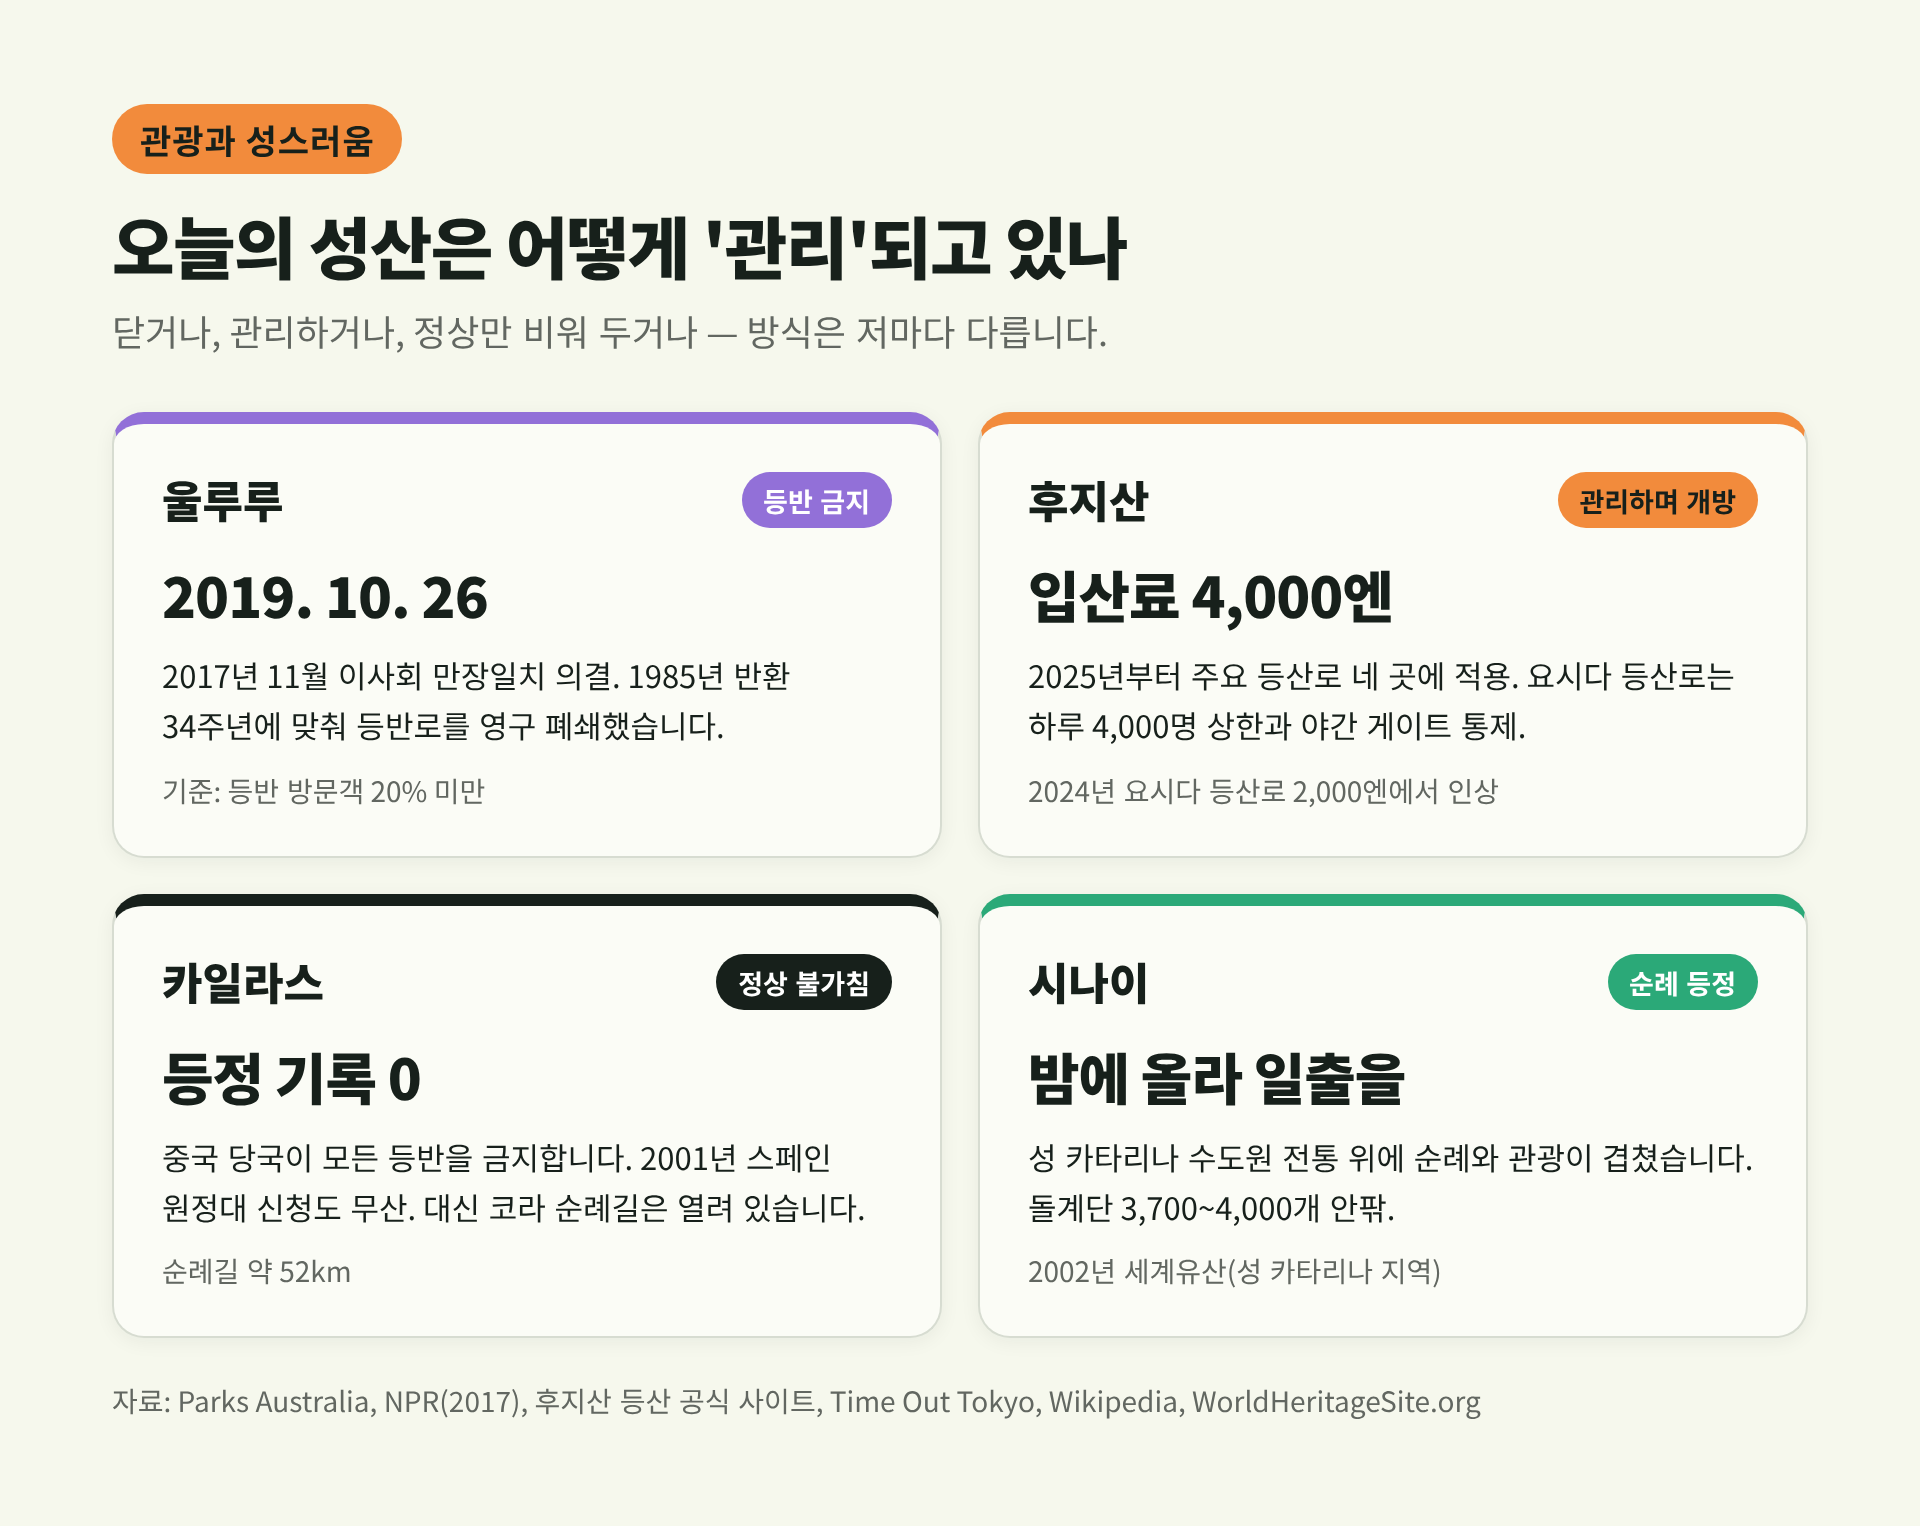 관광과 성스러움
오늘의 성산은 어떻게 '관리'되고 있나
닫거나, 관리하거나, 정상만 비워 두거나 — 방식은 저마다 다릅니다.
울루루
등반 금지
2019. 10. 26
2017년 11월 이사회 만장일치 의결. 1985년 반환
34주년에 맞춰 등반로를 영구 폐쇄했습니다.
기준: 등반 방문객 20% 미만
후지산
관리하며 개방
입산료 4,000엔
2025년부터 주요 등산로 네 곳에 적용. 요시다 등산로는
하루 4,000명 상한과 야간 게이트 통제.
2024년 요시다 등산로 2,000엔에서 인상
카일라스
정상 불가침
등정 기록 0
중국 당국이 모든 등반을 금지합니다. 2001년 스페인
원정대 신청도 무산. 대신 코라 순례길은 열려 있습니다.
순례길 약 52km
시나이
순례 등정
밤에 올라 일출을
성 카타리나 수도원 전통 위에 순례와 관광이 겹쳤습니다.
돌계단 3,700~4,000개 안팎.
2002년 세계유산(성 카타리나 지역)
자료: Parks Australia, NPR(2017), 후지산 등산 공식 사이트, Time Out Tokyo, Wikipedia, WorldHeritageSite.org